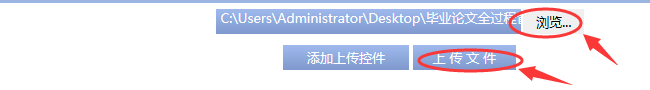 C:\Users\Administrator\Desktop\毕业论文全过程 浏览...
添加上传控件 上 传 文 件